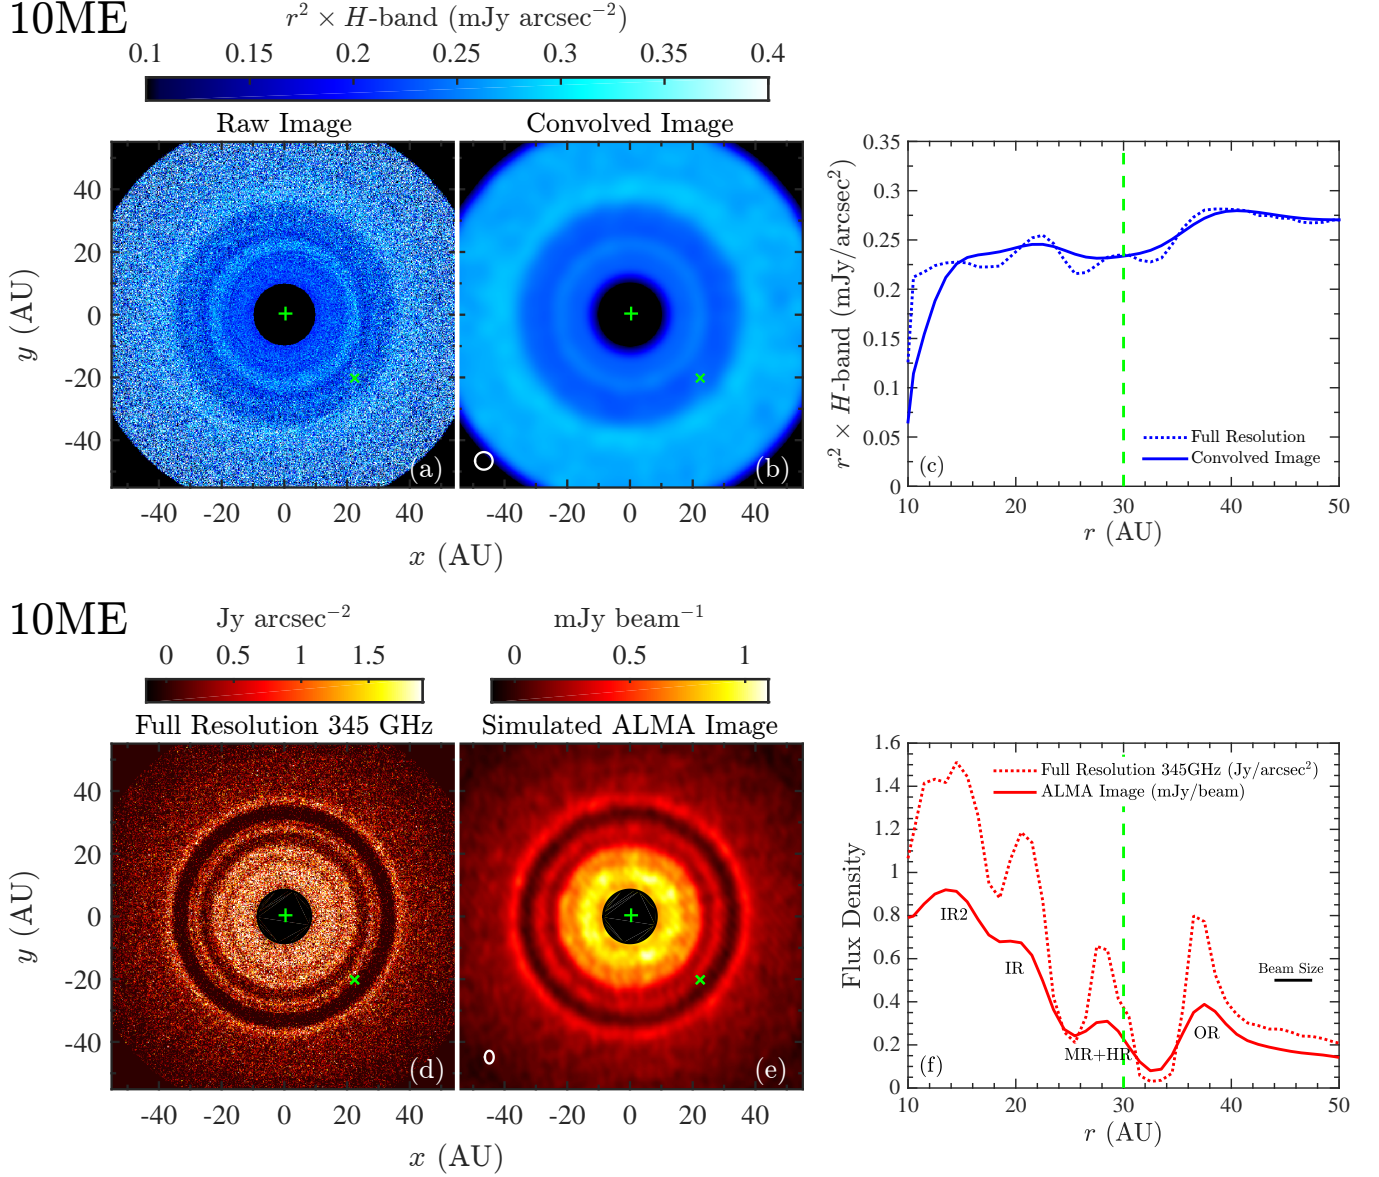 10ME
r² × H-band (mJy arcsec⁻²)
0.1 0.15 0.2 0.25 0.3 0.35 0.4
Raw Image
Convolved Image
40
20
0
-20
-40
y (AU)
(a)
(b)
-40 -20 0 20 40
-40 -20 0 20 40
x (AU)
0.35
0.3
0.25
0.2
0.15
0.1
0.05
0
r² × H-band (mJy/arcsec²)
Full Resolution
Convolved Image
(c)
10 20 30 40 50
r (AU)
10ME
Jy arcsec⁻²
0 0.5 1 1.5
mJy beam⁻¹
0 0.5 1
Full Resolution 345 GHz
Simulated ALMA Image
40
20
0
-20
-40
y (AU)
(d)
(e)
-40 -20 0 20 40
-40 -20 0 20 40
x (AU)
1.6
1.4
1.2
1
0.8
0.6
0.4
0.2
0
Flux Density
Full Resolution 345GHz (Jy/arcsec²)
ALMA Image (mJy/beam)
IR2
IR
Beam Size
OR
MR+HR
(f)
10 20 30 40 50
r (AU)